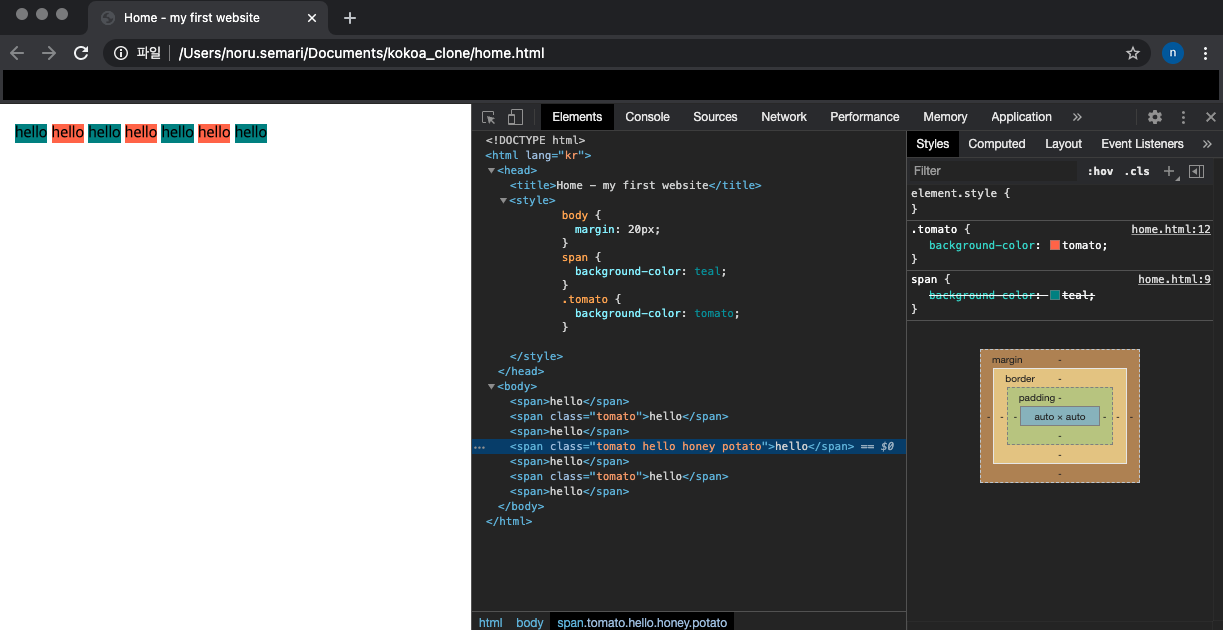 Home - my first website
파일 /Users/noru.semari/Documents/kokoa_clone/home.html
n
hello hello hello hello hello hello hello
Elements Console Sources Network Performance Memory Application »
<!DOCTYPE html>
<html lang="kr">
<head>
<title>Home - my first website</title>
<style>
body {
margin: 20px;
}
span {
background-color: teal;
}
.tomato {
background-color: tomato;
}
</style>
</head>
<body>
<span>hello</span>
<span class="tomato">hello</span>
<span>hello</span>
<span class="tomato hello honey potato">hello</span> == $0
<span>hello</span>
<span class="tomato">hello</span>
<span>hello</span>
</body>
</html>
html body span.tomato.hello.honey.potato
Styles Computed Layout Event Listeners »
Filter :hov .cls +
element.style {
}
.tomato { home.html:12
background-color: tomato;
}
span { home.html:9
background-color: teal;
}
margin -
border -
padding -
- - - auto × auto - - -
-
-
-